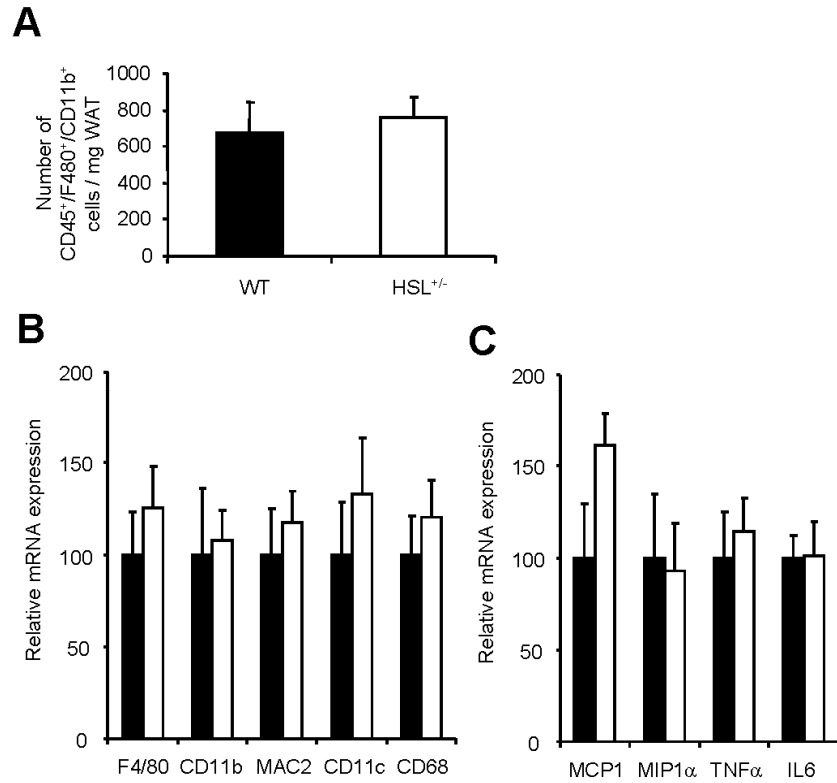 A
Number of
CD45⁺/F480⁺/CD11b⁺
cells / mg WAT
1000
800
600
400
200
0
WT
HSL⁺/⁻
B
Relative mRNA expression
200
150
100
50
0
F4/80 CD11b MAC2 CD11c CD68
C
Relative mRNA expression
200
150
100
50
0
MCP1 MIP1α TNFα IL6